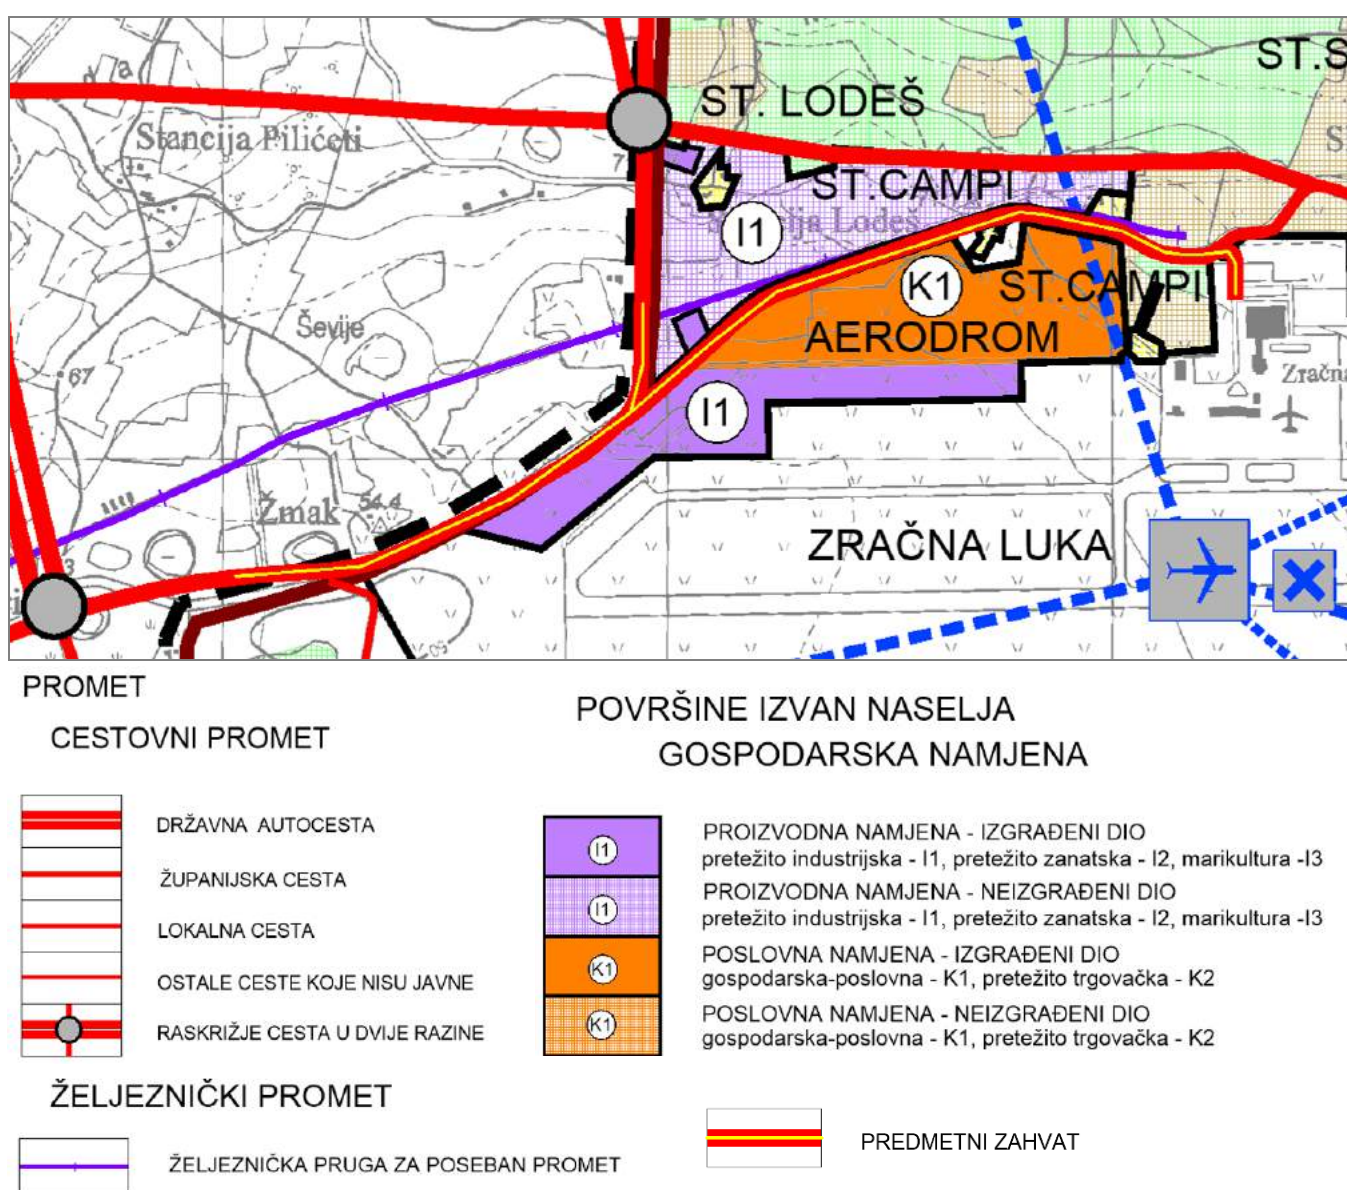 ST.S
ST. LODEŠ
Stancija Pilićeti
ST.CAMPI
I1
K1
ST.CAMPI
Ševije
AERODROM
67
Zračna
I1
Žmak
54.4
ZRAČNA LUKA
PROMET
CESTOVNI PROMET
DRŽAVNA AUTOCESTA
ŽUPANIJSKA CESTA
LOKALNA CESTA
OSTALE CESTE KOJE NISU JAVNE
RASKRIŽJE CESTA U DVIJE RAZINE
ŽELJEZNIČKI PROMET
ŽELJEZNIČKA PRUGA ZA POSEBAN PROMET
POVRŠINE IZVAN NASELJA
GOSPODARSKA NAMJENA
I1
PROIZVODNA NAMJENA - IZGRAĐENI DIO
pretežito industrijska - I1, pretežito zanatska - I2, marikultura -I3
I1
PROIZVODNA NAMJENA - NEIZGRAĐENI DIO
pretežito industrijska - I1, pretežito zanatska - I2, marikultura -I3
K1
POSLOVNA NAMJENA - IZGRAĐENI DIO
gospodarska-poslovna - K1, pretežito trgovačka - K2
K1
POSLOVNA NAMJENA - NEIZGRAĐENI DIO
gospodarska-poslovna - K1, pretežito trgovačka - K2
PREDMETNI ZAHVAT